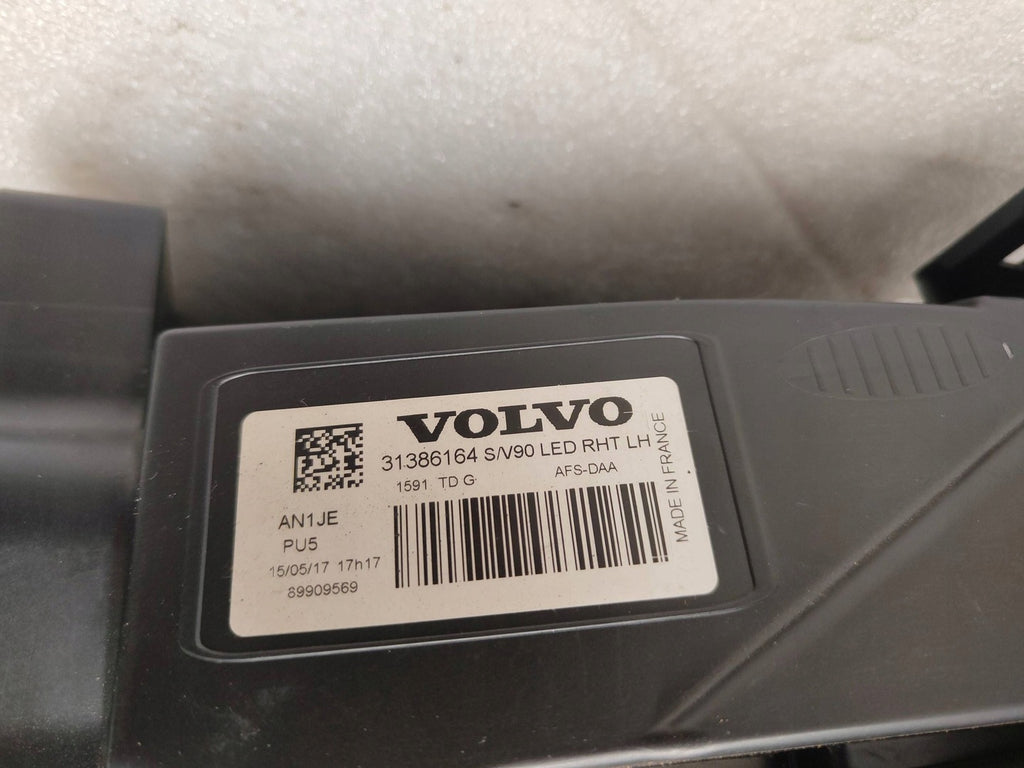 VOLVO
31386164 S/V90 LED RHT LH
1591 TD G AFS-DAA
MADE IN FRANCE
AN1JE
PU5
15/05/17 17h17
89909569